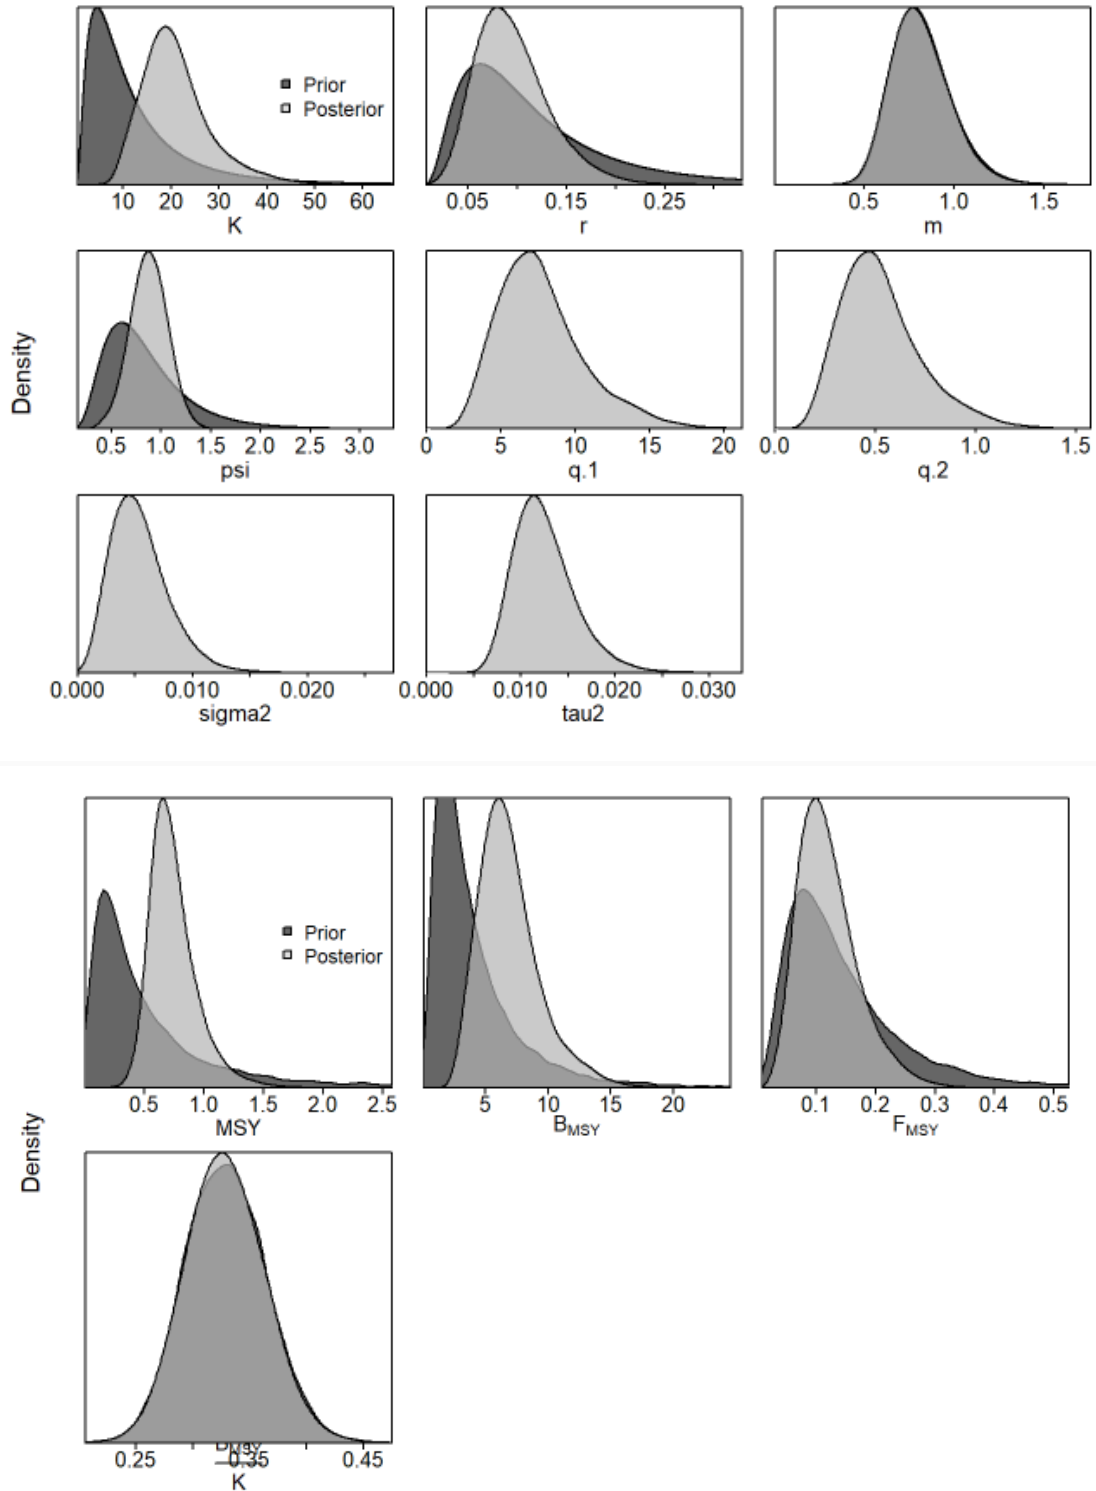 Prior
Posterior
10 20 30 40 50 60
K
0.05 0.15 0.25
r
0.5 1.0 1.5
m
Density
0.5 1.0 1.5 2.0 2.5 3.0
psi
0 5 10 15 20
q.1
0.0 0.5 1.0 1.5
q.2
0.000 0.010 0.020
sigma2
0.000 0.010 0.020 0.030
tau2
Prior
Posterior
0.5 1.0 1.5 2.0 2.5
MSY
5 10 15 20
BMSY
0.1 0.2 0.3 0.4 0.5
FMSY
Density
0.25 0.35 0.45
BMSY
K